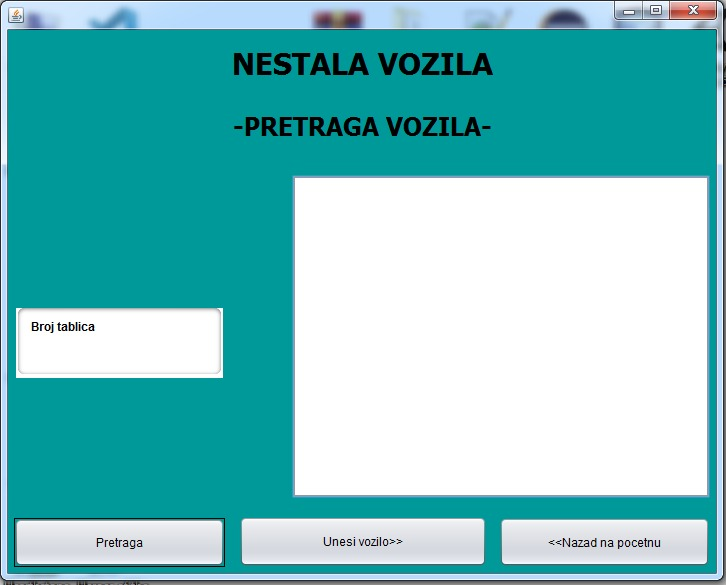 NESTALA VOZILA
-PRETRAGA VOZILA-
Broj tablica
Pretraga
Unesi vozilo>>
<<Nazad na pocetnu